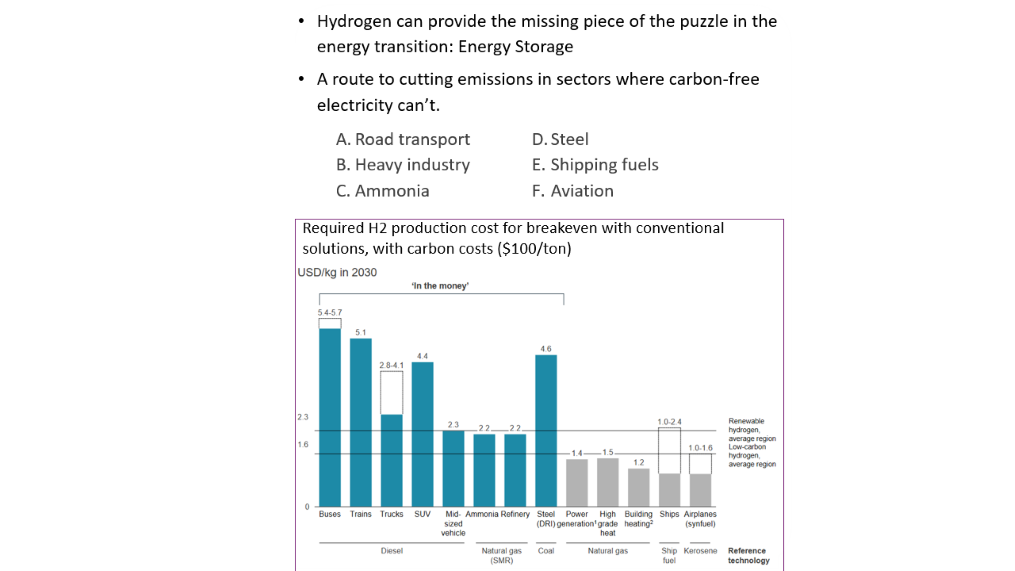 • Hydrogen can provide the missing piece of the puzzle in the
energy transition: Energy Storage
• A route to cutting emissions in sectors where carbon-free
electricity can’t.
A. Road transport
B. Heavy industry
C. Ammonia
D. Steel
E. Shipping fuels
F. Aviation
Required H2 production cost for breakeven with conventional
solutions, with carbon costs ($100/ton)
USD/kg in 2030
'In the money'
5.4-5.7
5.1
2.8-4.1
4.4
2.3
2.2
2.2
4.6
1.4
1.5
1.2
1.0-2.4
1.0-1.6
2.3
1.6
0
Renewable
hydrogen,
average region
Low-carbon
hydrogen,
average region
Buses
Trains
Trucks
SUV
Mid-
sized
vehicle
Ammonia
Refinery
Steel
(DRI)
Power
generation¹
High
grade
heat
Building
heating²
Ships
Airplanes
(synfuel)
Diesel
Natural gas
(SMR)
Coal
Natural gas
Ship
fuel
Kerosene
Reference
technology